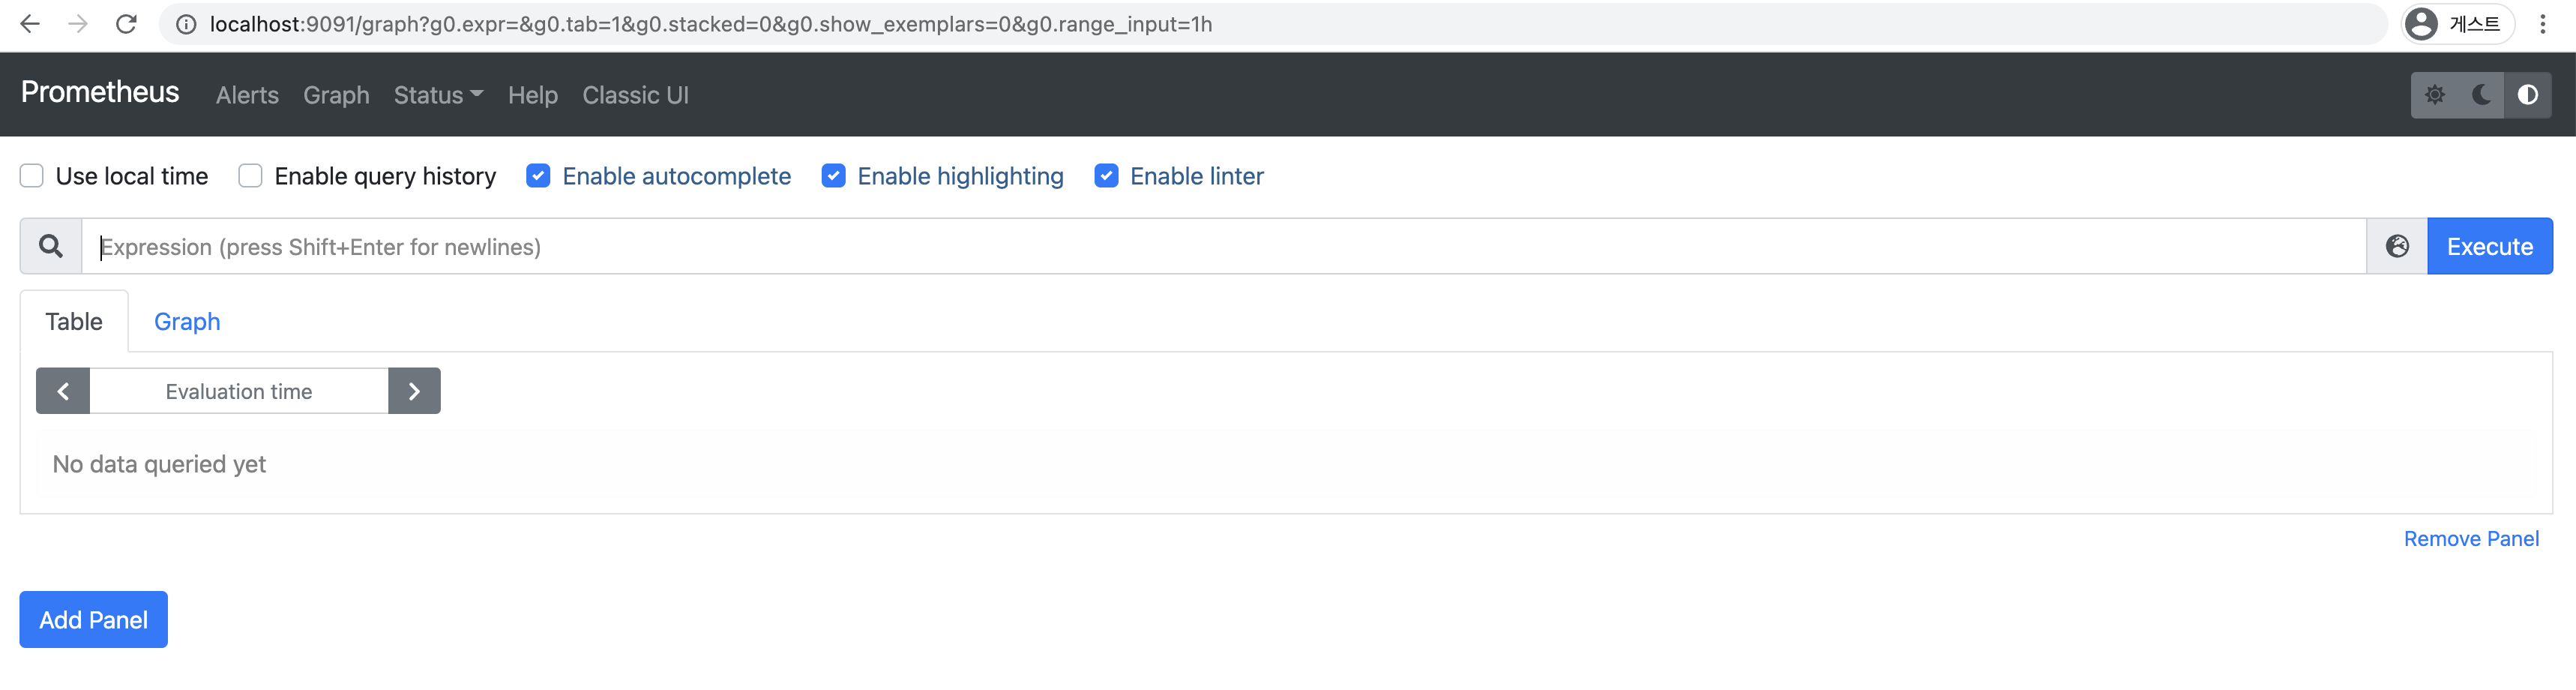 localhost:9091/graph?g0.expr=&g0.tab=1&g0.stacked=0&g0.show_exemplars=0&g0.range_input=1h 게스트
Prometheus Alerts Graph Status Help Classic UI
Use local time Enable query history Enable autocomplete Enable highlighting Enable linter
Expression (press Shift+Enter for newlines) Execute
Table Graph
Evaluation time
No data queried yet
Remove Panel
Add Panel